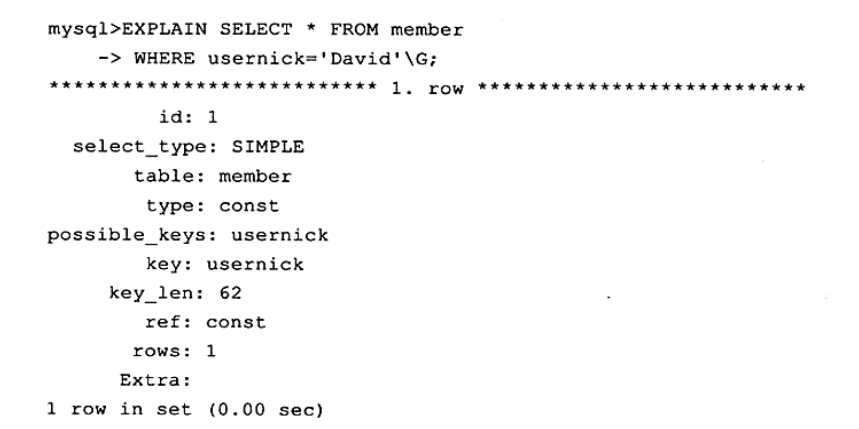 mysql>EXPLAIN SELECT * FROM member
-> WHERE usernick='David'\G;
*************************** 1. row ***************************
id: 1
select_type: SIMPLE
table: member
type: const
possible_keys: usernick
key: usernick
key_len: 62
ref: const
rows: 1
Extra:
1 row in set (0.00 sec)